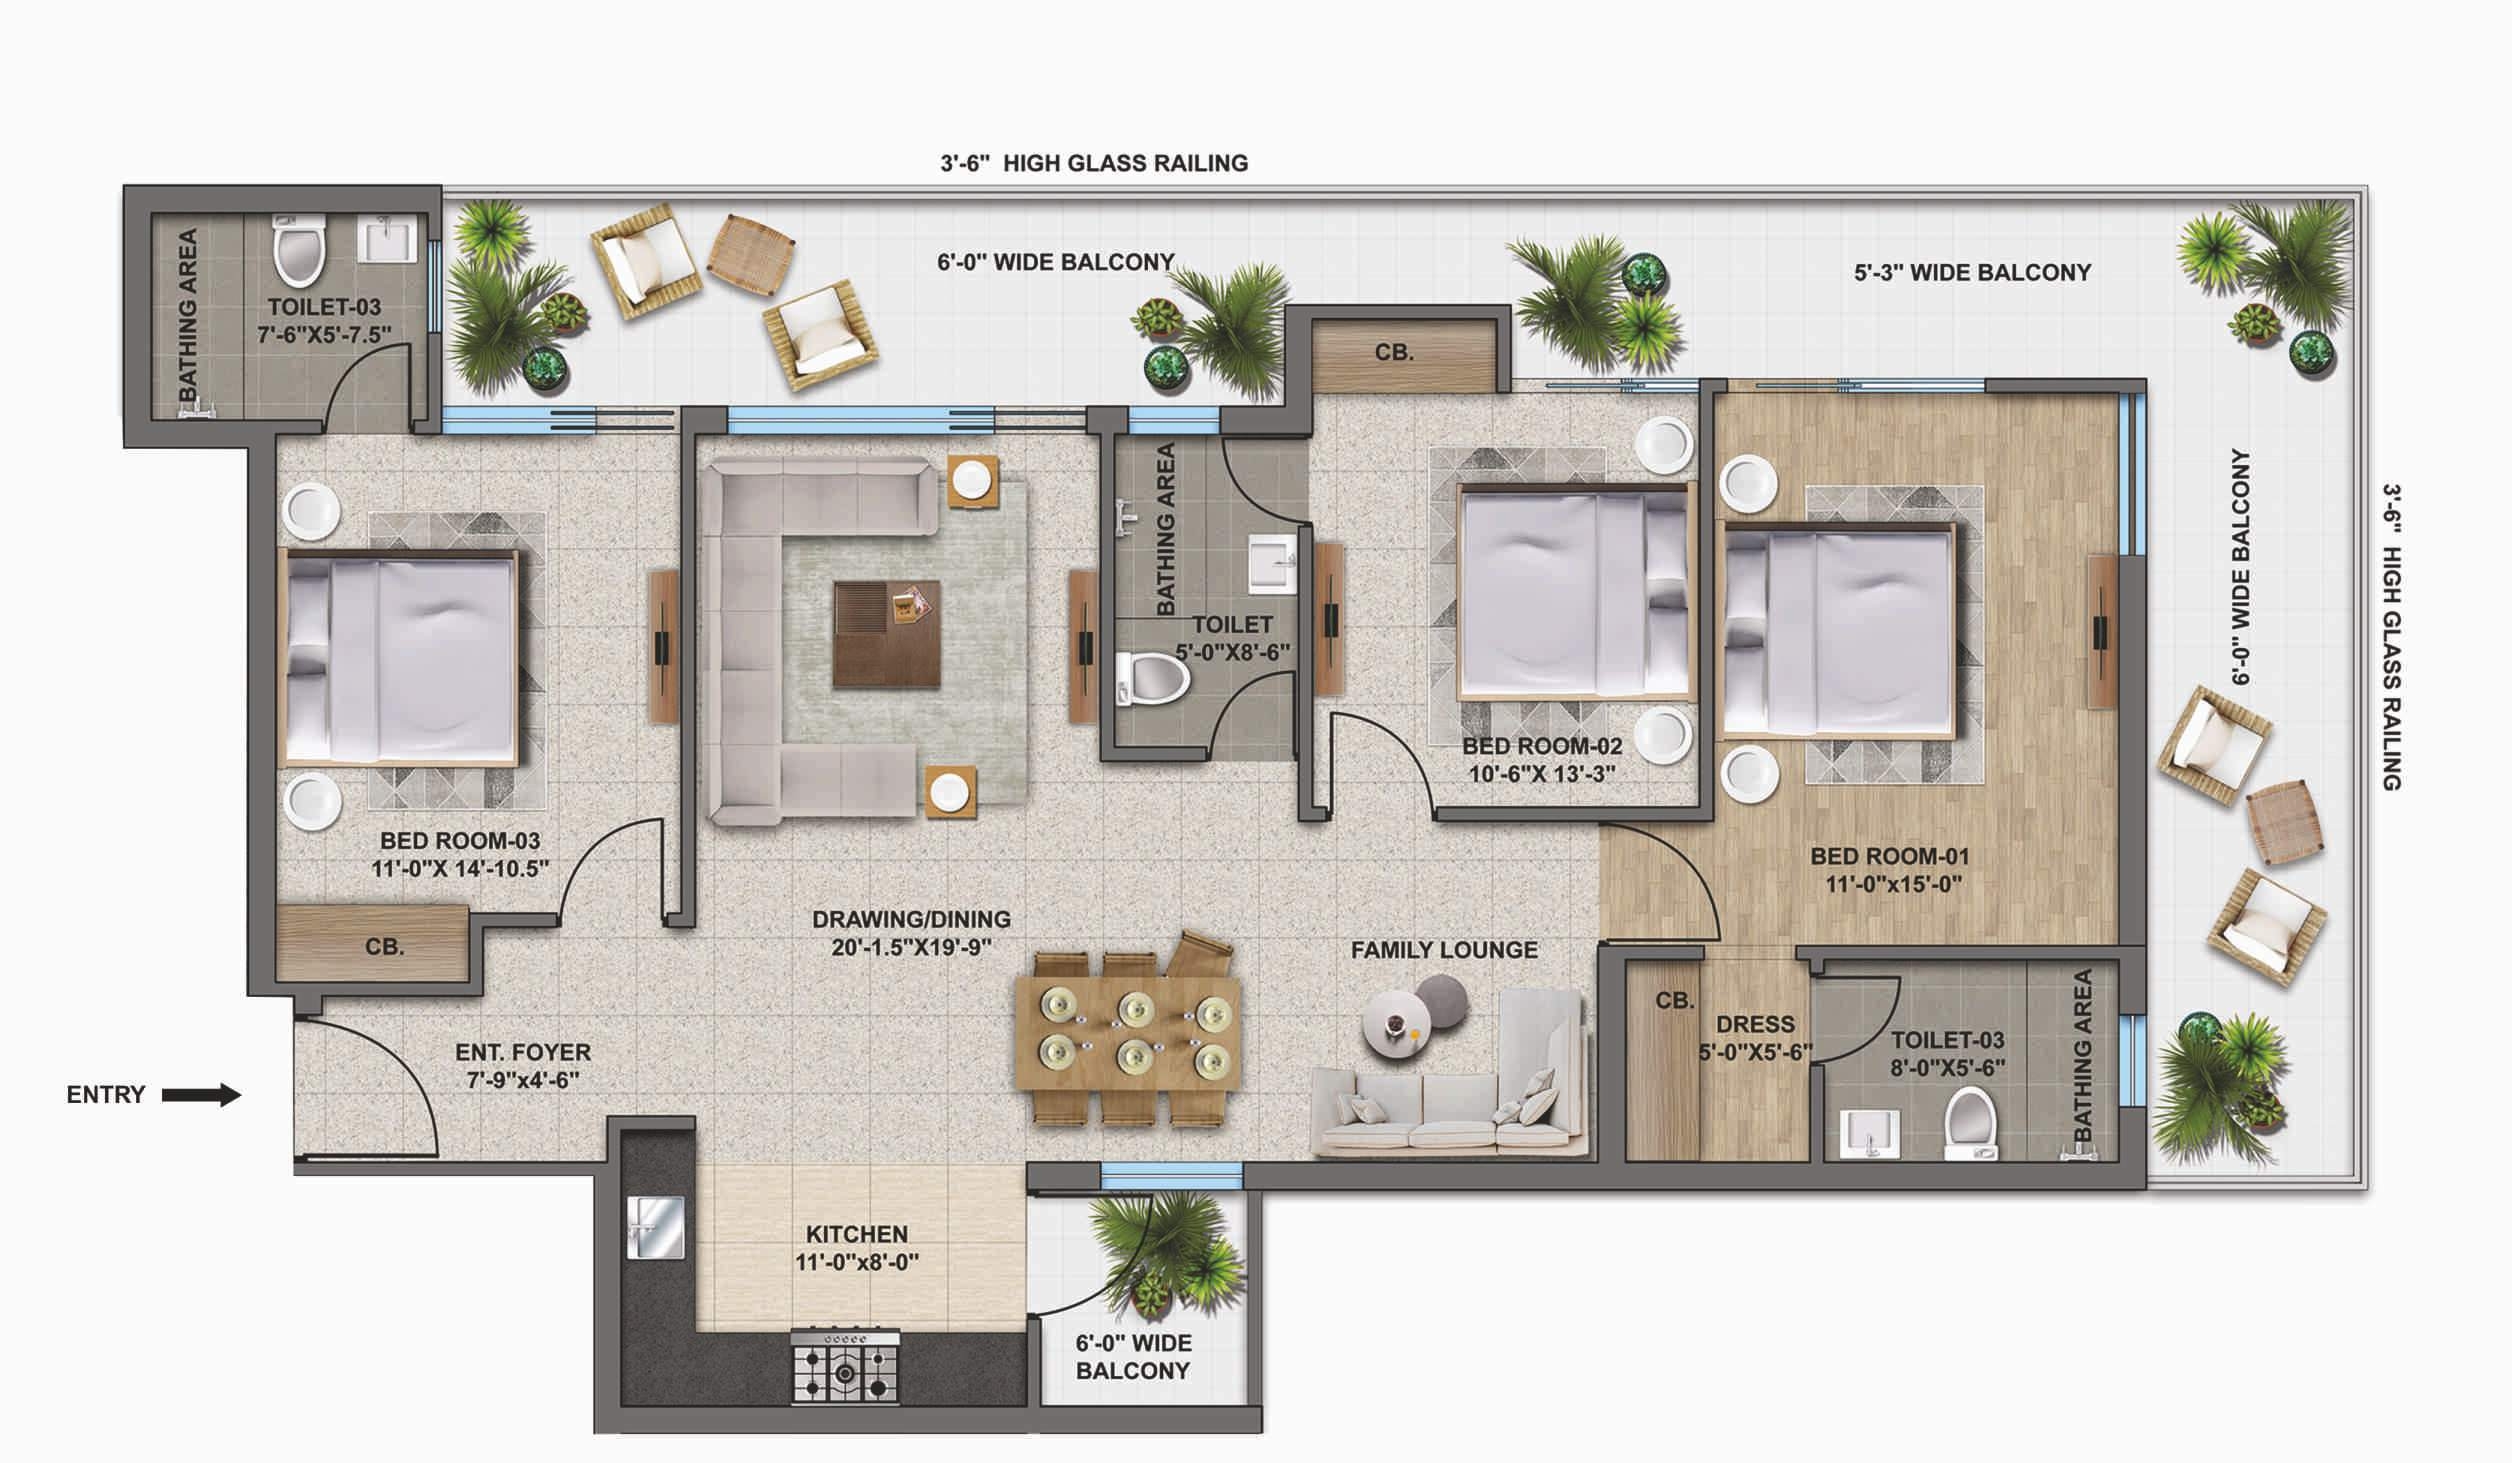 3'-6" HIGH GLASS RAILING
BATHING AREA
TOILET-03
7'-6"X5'-7.5"
6'-0" WIDE BALCONY
5'-3" WIDE BALCONY
CB.
BATHING AREA
TOILET
5'-0"X8'-6"
6'-0" WIDE BALCONY
3'-6" HIGH GLASS RAILING
BED ROOM-02
10'-6"X 13'-3"
BED ROOM-03
11'-0"X 14'-10.5"
BED ROOM-01
11'-0"x15'-0"
CB.
DRAWING/DINING
20'-1.5"X19'-9"
FAMILY LOUNGE
CB.
DRESS
5'-0"X5'-6"
TOILET-03
8'-0"X5'-6"
BATHING AREA
ENT. FOYER
7'-9"x4'-6"
ENTRY
KITCHEN
11'-0"x8'-0"
6'-0" WIDE
BALCONY